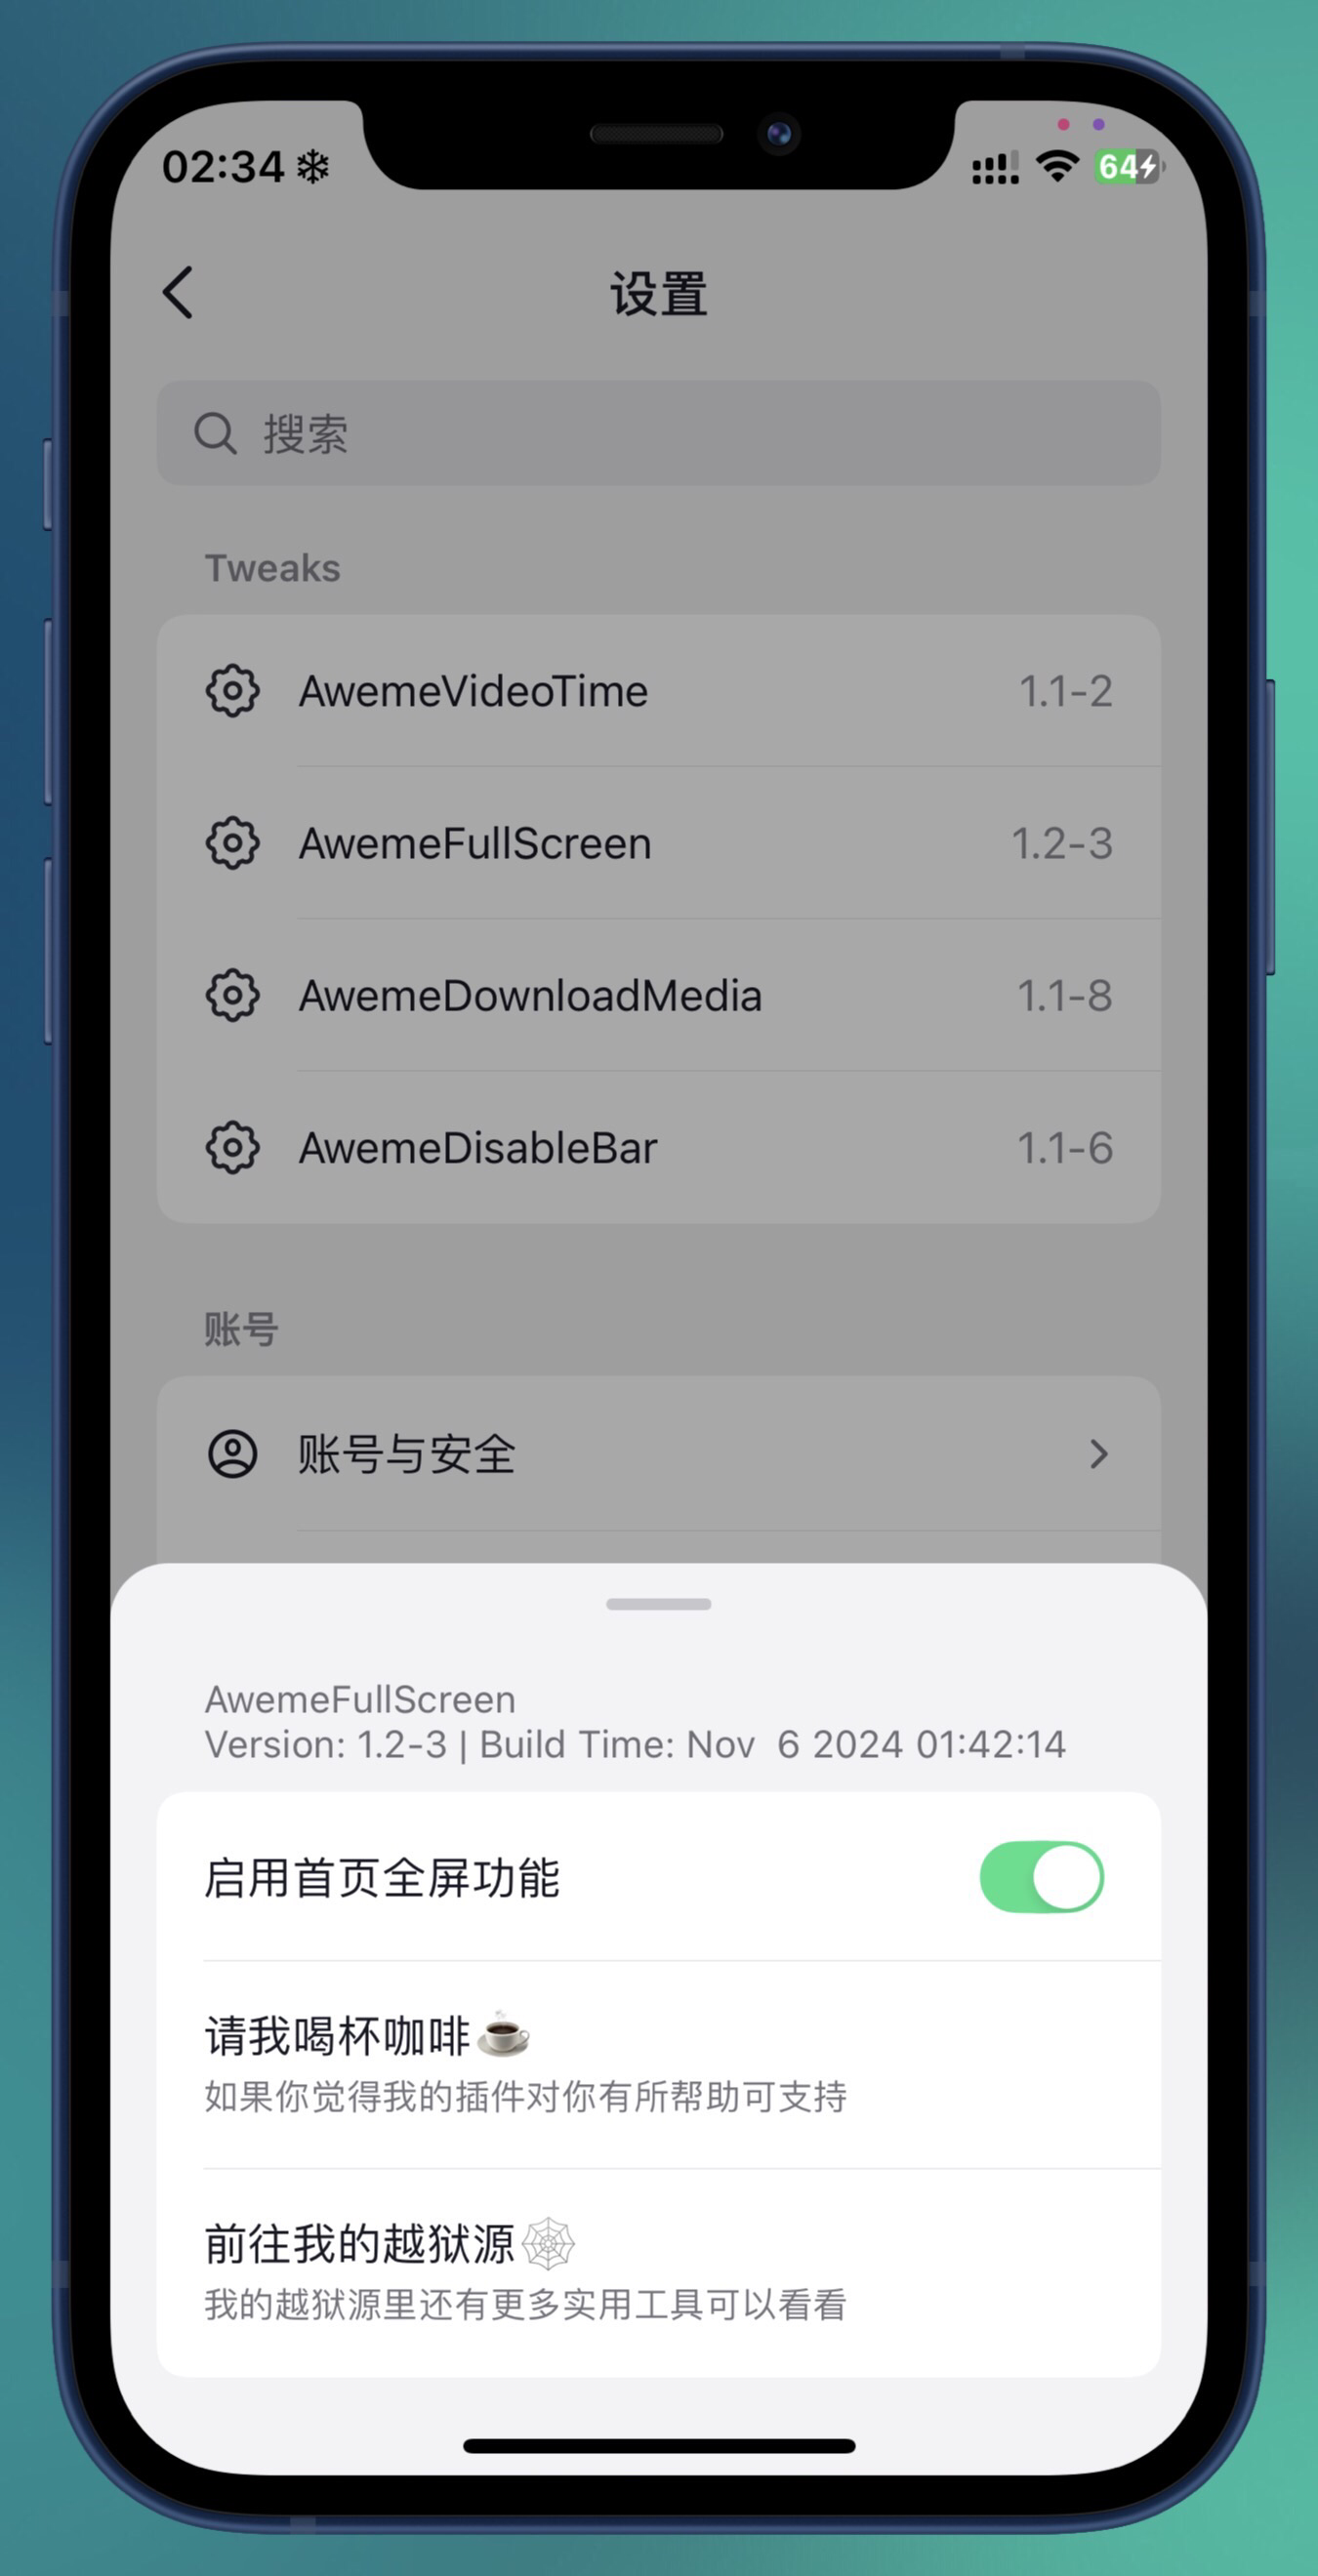 02:34 ❄
64
设置
搜索
Tweaks
AwemeVideoTime 1.1-2
AwemeFullScreen 1.2-3
AwemeDownloadMedia 1.1-8
AwemeDisableBar 1.1-6
账号
账号与安全
AwemeFullScreen
Version: 1.2-3 | Build Time: Nov  6 2024 01:42:14
启用首页全屏功能
请我喝杯咖啡☕
如果你觉得我的插件对你有所帮助可支持
前往我的越狱源🕸
我的越狱源里还有更多实用工具可以看看